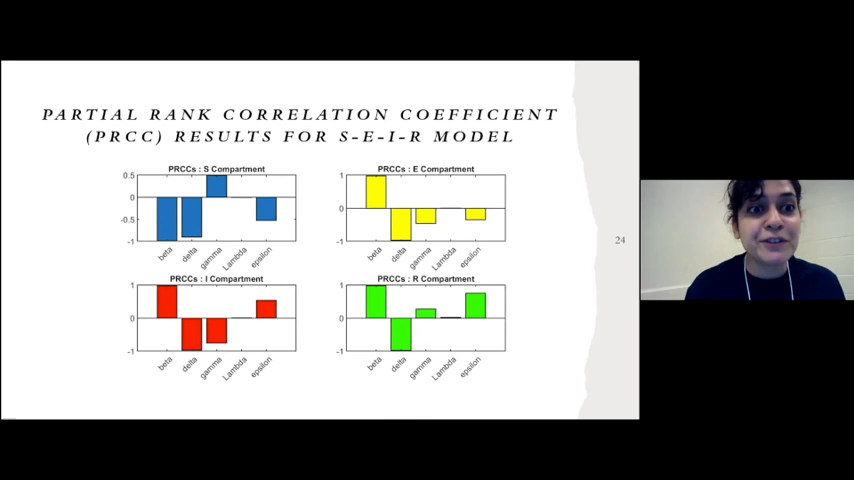 PARTIAL RANK CORRELATION COEFFICIENT
(PRCC) RESULTS FOR S-E-I-R MODEL
PRCCs : S Compartment
0.5
0
-0.5
-1
beta
delta
gamma
Lambda
epsilon
PRCCs : E Compartment
1
0
-1
beta
delta
gamma
Lambda
epsilon
24
PRCCs : I Compartment
1
0
-1
beta
delta
gamma
Lambda
epsilon
PRCCs : R Compartment
1
0
-1
beta
delta
gamma
Lambda
epsilon